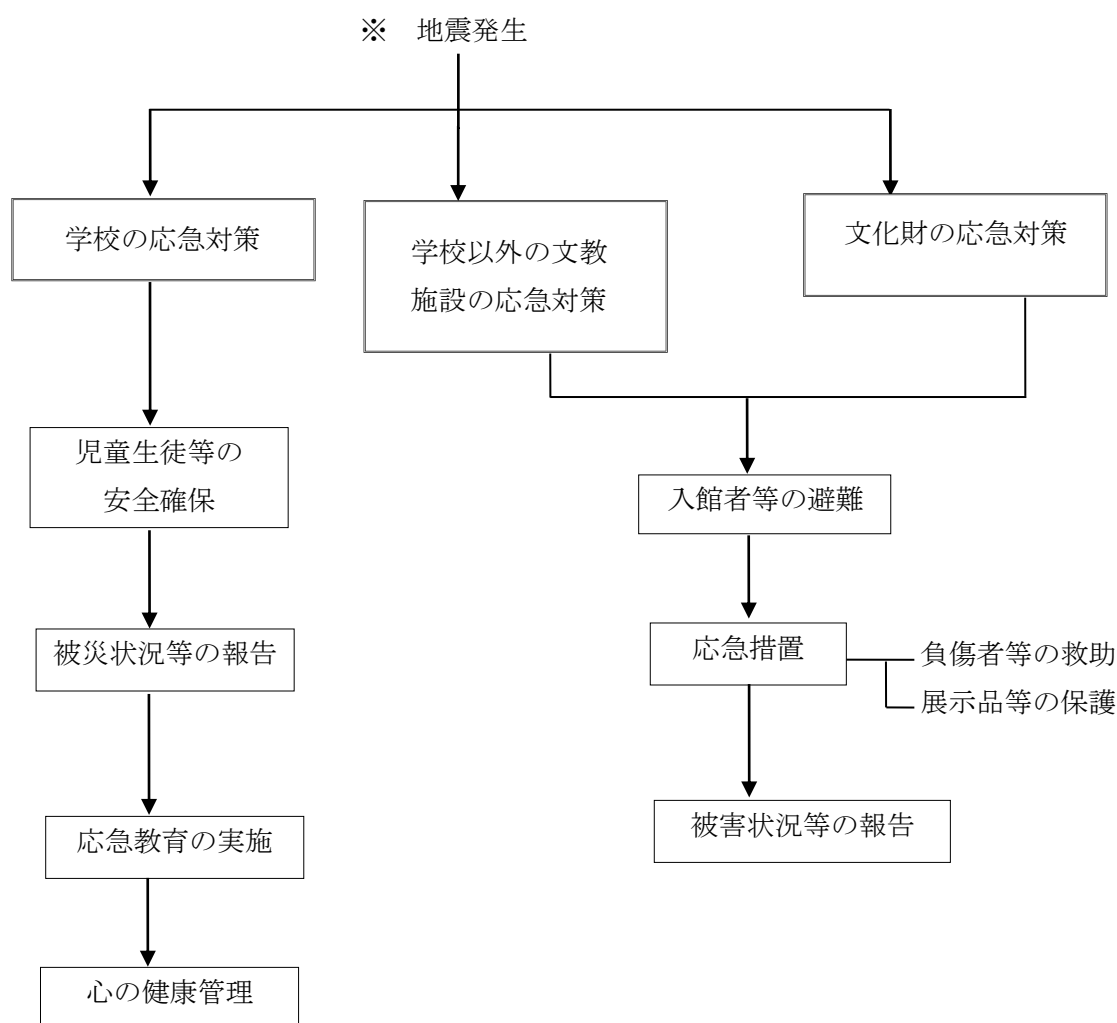 ※　地震発生
学校の応急対策
学校以外の文教
施設の応急対策
文化財の応急対策
児童生徒等の
安全確保
入館者等の避難
被災状況等の報告
応急措置
負傷者等の救助
展示品等の保護
応急教育の実施
被害状況等の報告
心の健康管理